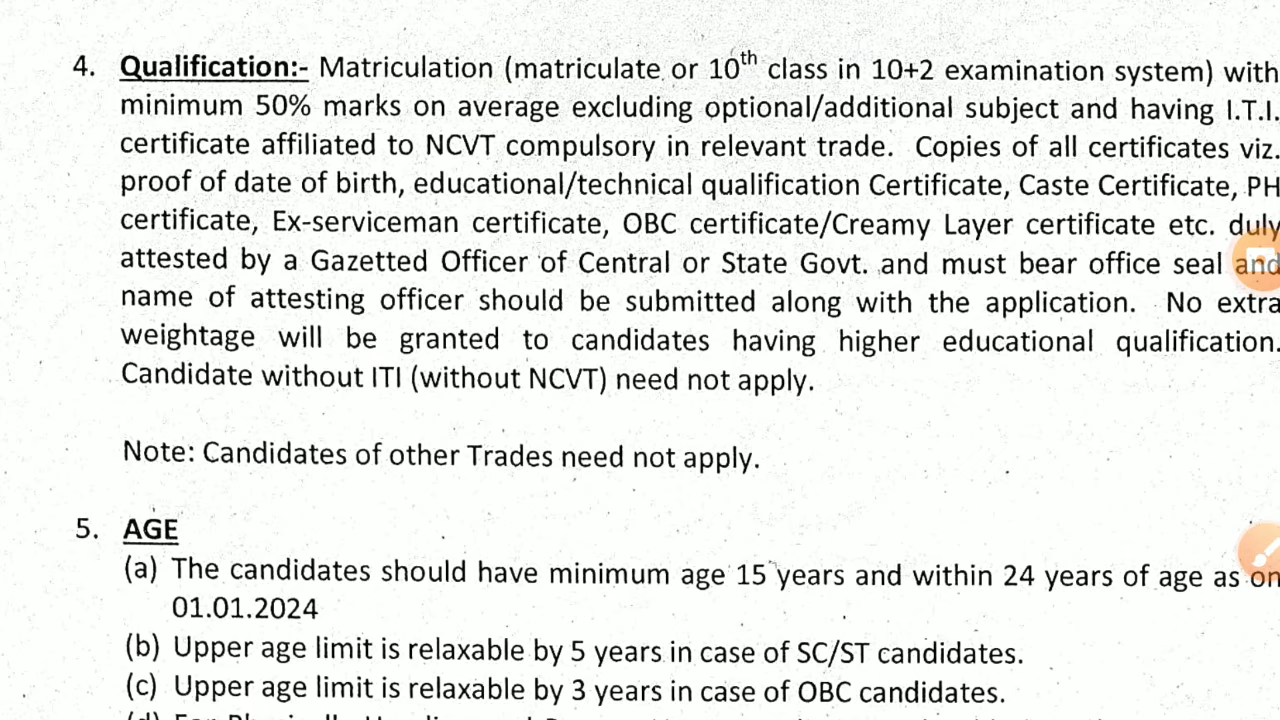 4. Qualification:- Matriculation (matriculate or 10th class in 10+2 examination system) with
minimum 50% marks on average excluding optional/additional subject and having I.T.I.
certificate affiliated to NCVT compulsory in relevant trade. Copies of all certificates viz.
proof of date of birth, educational/technical qualification Certificate, Caste Certificate, PH
certificate, Ex-serviceman certificate, OBC certificate/Creamy Layer certificate etc. duly
attested by a Gazetted Officer of Central or State Govt. and must bear office seal and
name of attesting officer should be submitted along with the application. No extra
weightage will be granted to candidates having higher educational qualification.
Candidate without ITI (without NCVT) need not apply.
Note: Candidates of other Trades need not apply.
5. AGE
(a) The candidates should have minimum age 15 years and within 24 years of age as on
01.01.2024
(b) Upper age limit is relaxable by 5 years in case of SC/ST candidates.
(c) Upper age limit is relaxable by 3 years in case of OBC candidates.